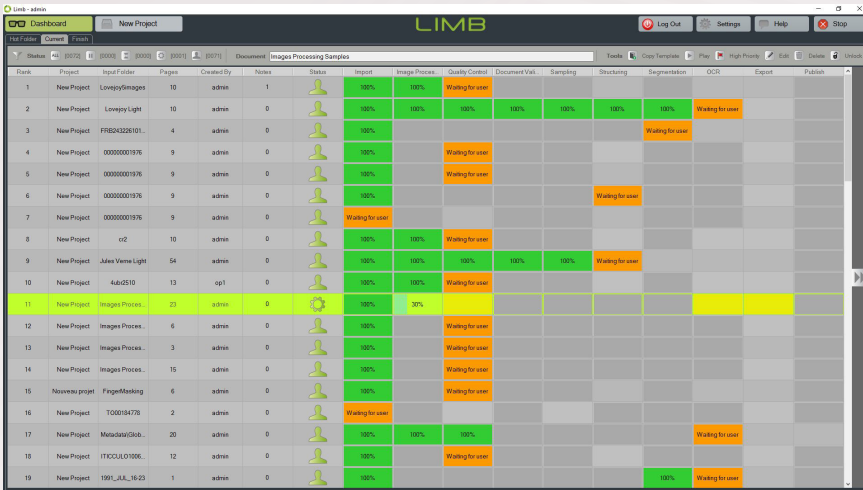 Limb - admin
Dashboard New Project LIMB Log Out Settings Help Stop
Hot Folder Current Finish
Status ALL [0072] [0000] [0000] [0001] [0071] Document Images Processing Samples Tools Copy Template Play High Priority Edit Delete Unlock
Rank Project Input Folder Pages Created By Notes Status Import Image Proces... Quality Control Document Vali... Sampling Structuring Segmentation OCR Export Publish
1 New Project Lovejoy5images 10 admin 1 100% 100% Waiting for user
2 New Project Lovejoy Light 10 admin 0 100% 100% 100% 100% 100% 100% 100% Waiting for user
3 New Project FRB243226101... 4 admin 0 100% Waiting for user
4 New Project 000000001976 9 admin 0 100% Waiting for user
5 New Project 000000001976 9 admin 0 100% Waiting for user
6 New Project 000000001976 9 admin 0 100% Waiting for user
7 New Project 000000001976 9 admin 0 Waiting for user
8 New Project cr2 10 admin 0 100% 100% Waiting for user
9 New Project Jules Verne Light 54 admin 0 100% 100% 100% 100% 100% Waiting for user
10 New Project 4ubr2510 13 op1 0 100% 100% Waiting for user
11 New Project Images Proces... 23 admin 0 100% 30%
12 New Project Images Proces... 6 admin 0 100% Waiting for user
13 New Project Images Proces... 3 admin 0 100% Waiting for user
14 New Project Images Proces... 15 admin 0 100% Waiting for user
15 Nouveau projet FingerMasking 6 admin 0 100% Waiting for user
16 New Project TO00184778 2 admin 0 Waiting for user
17 New Project Metadata\Glob... 20 admin 0 100% 100% 100% Waiting for user
18 New Project ITICCULO1006... 12 admin 0 100% Waiting for user
19 New Project 1991_JUL_16-23 1 admin 0 100% 100% Waiting for user